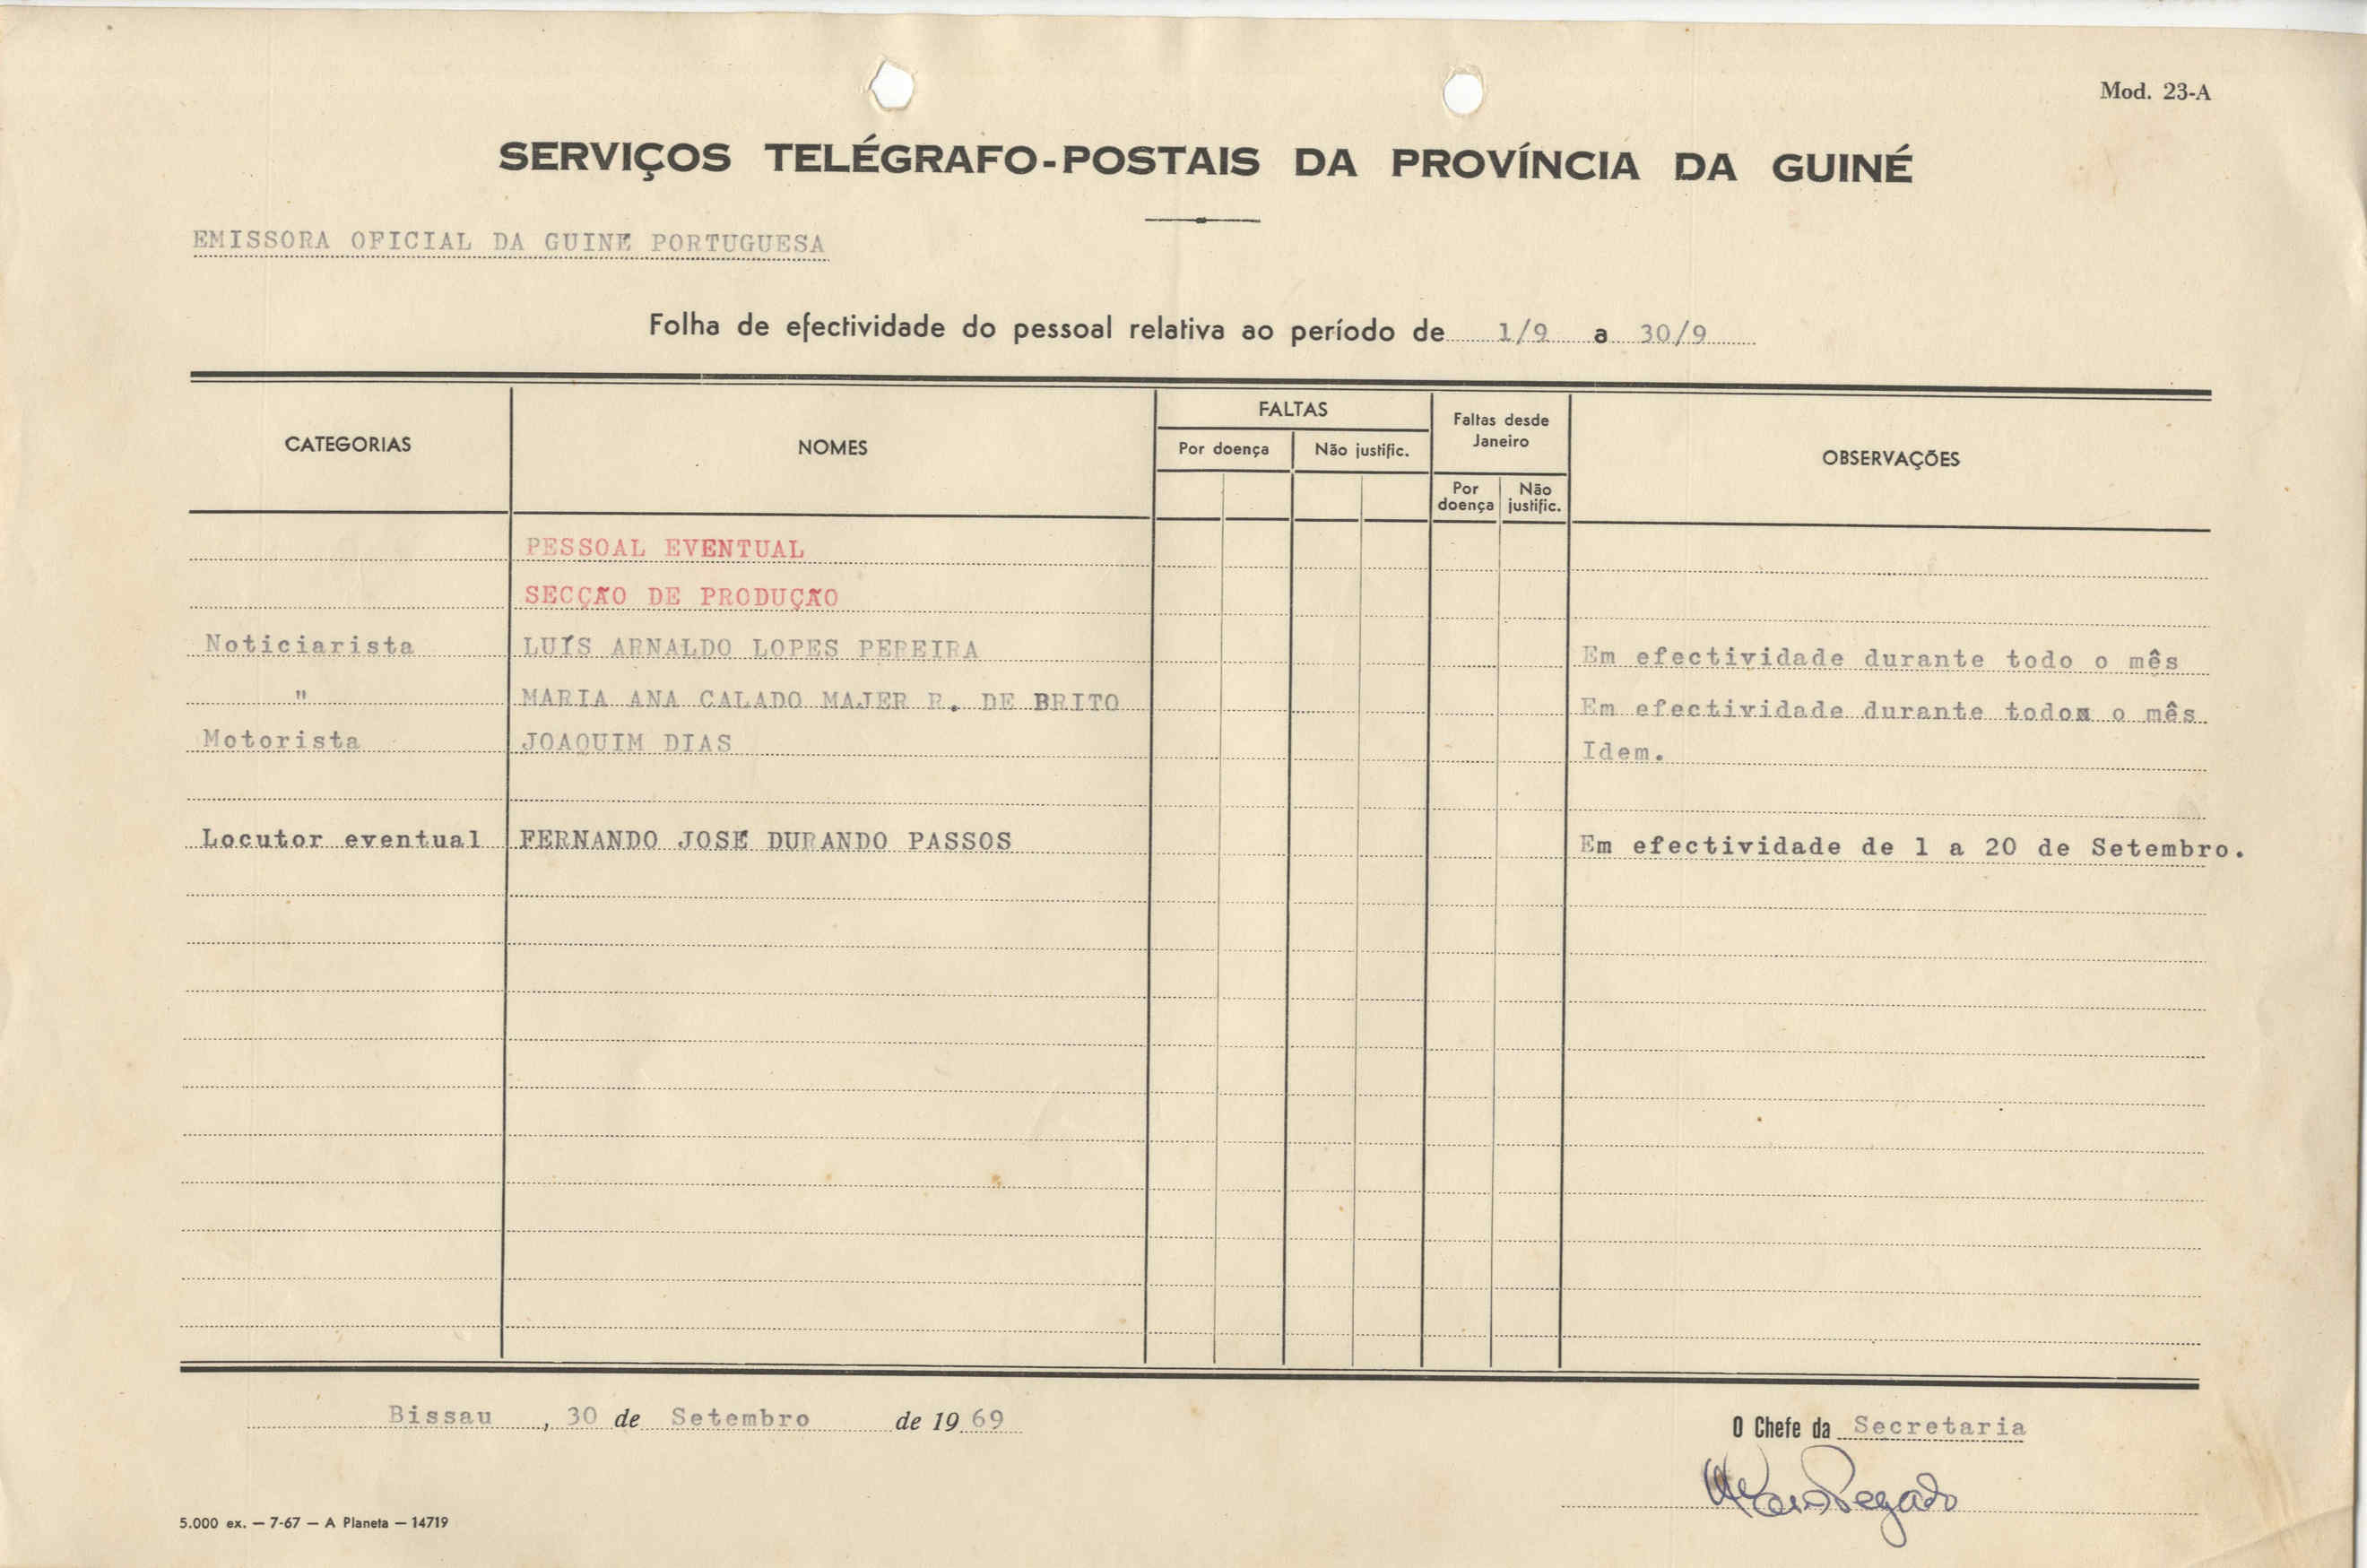 Mod. 23-A
SERVIÇOS TELÉGRAFO-POSTAIS DA PROVÍNCIA DA GUINÉ
EMISSORA OFICIAL DA GUINÉ PORTUGUESA
Folha de efectividade do pessoal relativa ao período de 1/9 a 30/9
CATEGORIAS NOMES FALTAS Faltas desde Janeiro OBSERVAÇÕES
Por doença Não justific.
Por doença Não justific.
PESSOAL EVENTUAL
SECÇÃO DE PRODUÇÃO
Noticiarista LUÍS ARNALDO LOPES PEREIRA Em efectividade durante todo o mês
" MARIA ANA CALADO MAJER R. DE BRITO Em efectividade durante todo o mês
Motorista JOAQUIM DIAS Idem.
Locutor eventual FERNANDO JOSÉ DURANDO PASSOS Em efectividade de 1 a 20 de Setembro.
Bissau, 30 de Setembro de 1969
O Chefe da Secretaria
Pegado
5.000 ex. — 7-67 — A Planeta — 14719